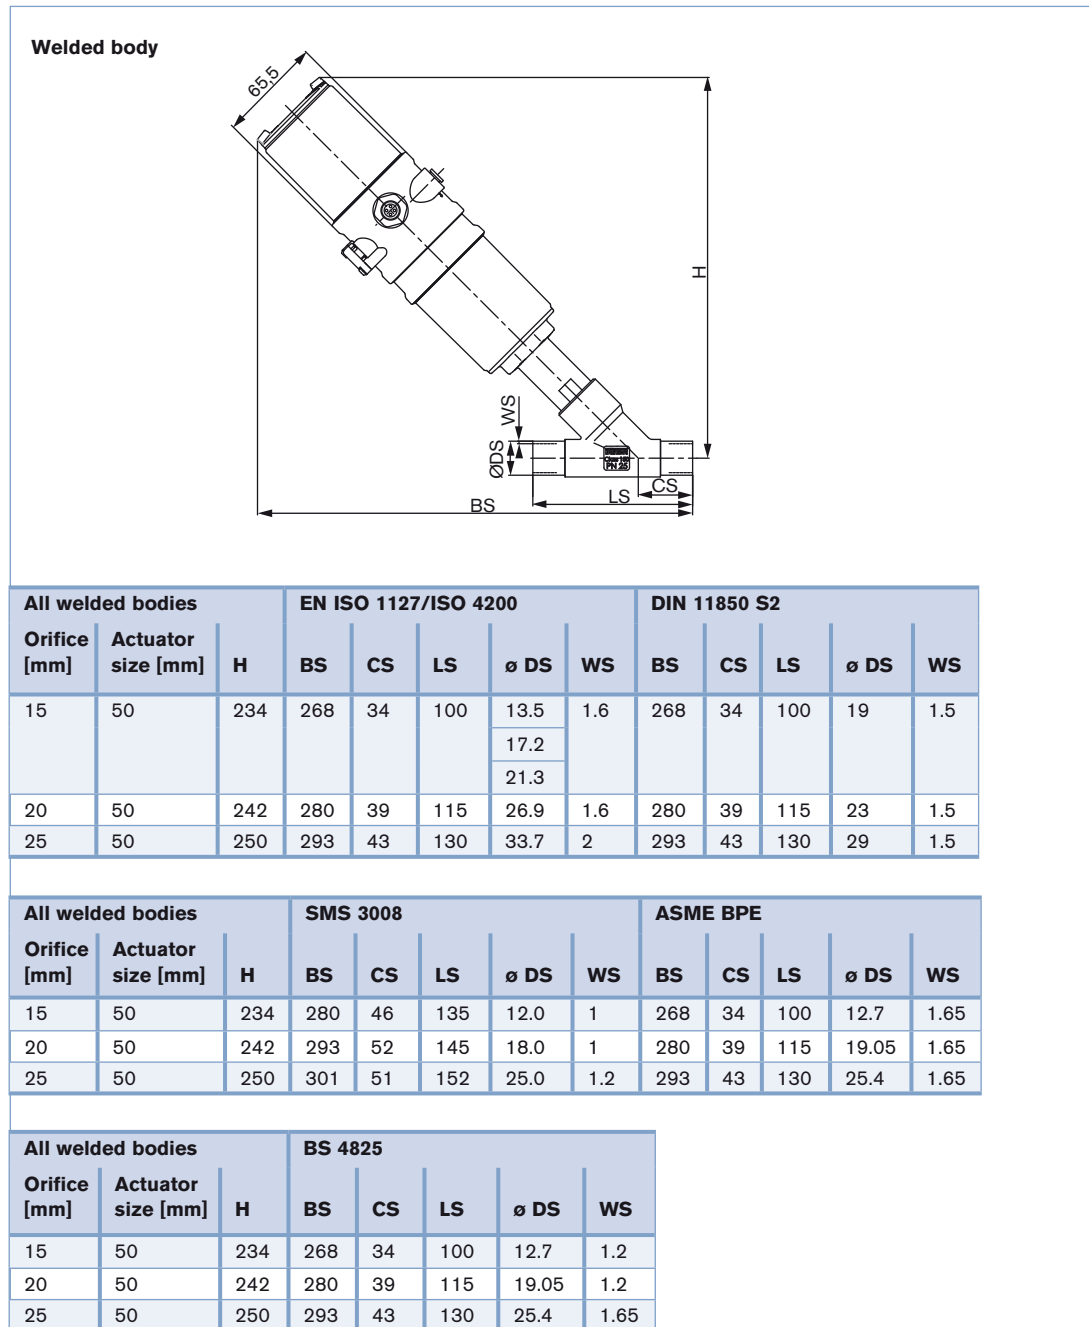 Welded body
65,5
H
WS
ØDS
CS
LS
BS
PN 25
All welded bodies EN ISO 1127/ISO 4200 DIN 11850 S2
Orifice [mm] Actuator size [mm] H BS CS LS ø DS WS BS CS LS ø DS WS
15 50 234 268 34 100 13.5 1.6 268 34 100 19 1.5
17.2
21.3
20 50 242 280 39 115 26.9 1.6 280 39 115 23 1.5
25 50 250 293 43 130 33.7 2 293 43 130 29 1.5
All welded bodies SMS 3008 ASME BPE
Orifice [mm] Actuator size [mm] H BS CS LS ø DS WS BS CS LS ø DS WS
15 50 234 280 46 135 12.0 1 268 34 100 12.7 1.65
20 50 242 293 52 145 18.0 1 280 39 115 19.05 1.65
25 50 250 301 51 152 25.0 1.2 293 43 130 25.4 1.65
All welded bodies BS 4825
Orifice [mm] Actuator size [mm] H BS CS LS ø DS WS
15 50 234 268 34 100 12.7 1.2
20 50 242 280 39 115 19.05 1.2
25 50 250 293 43 130 25.4 1.65